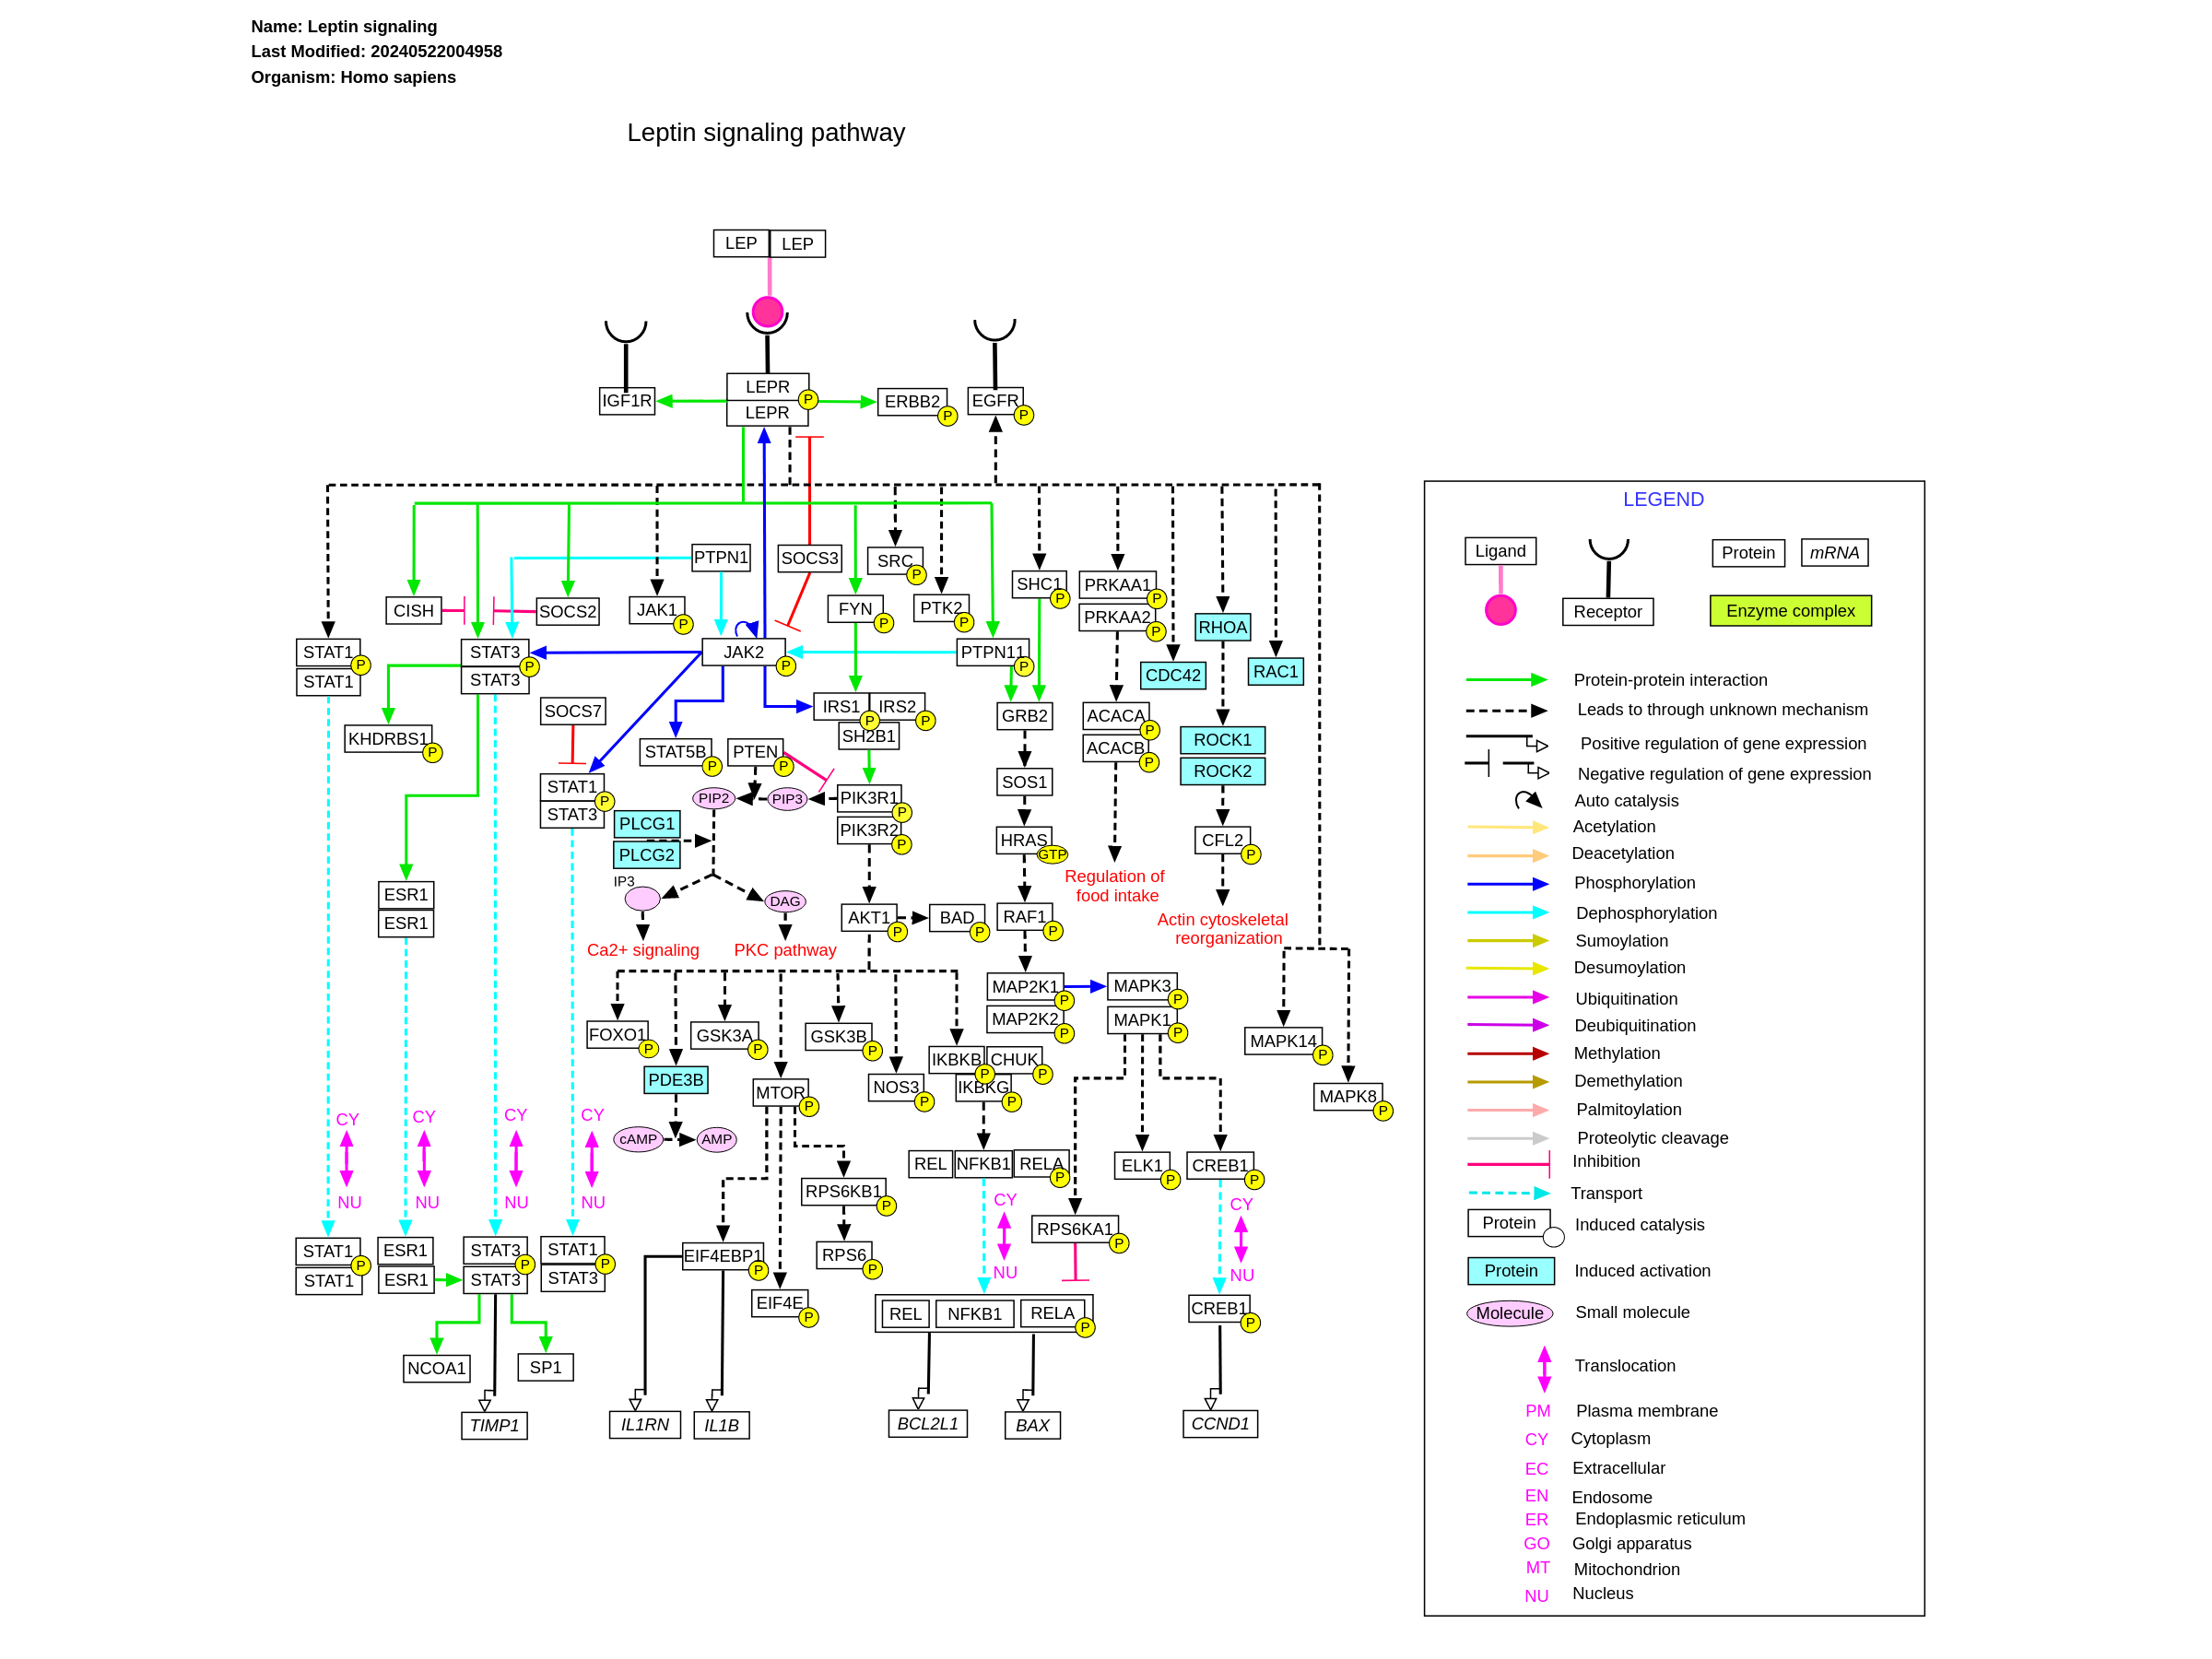 Name: Leptin signaling
Last Modified: 20240522004958
Organism: Homo sapiens
Leptin signaling pathway
LEP LEP
LEPR
LEPR
P
IGF1R
ERBB2 P
EGFR P
PTPN1
SOCS3
SRC P
CISH
SOCS2
JAK1 P
FYN P
PTK2 P
SHC1 P
PRKAA1 P
PRKAA2 P
RHOA
STAT1 P
STAT1
STAT3 P
STAT3
JAK2 P
PTPN11 P
CDC42
RAC1
SOCS7
IRS1 P
IRS2 P
SH2B1
GRB2
ACACA P
ACACB P
KHDRBS1 P
STAT5B P
PTEN P
ROCK1
ROCK2
STAT1 P
STAT3
PIP2
PIP3
PIK3R1 P
PIK3R2 P
SOS1
PLCG1
PLCG2
HRAS GTP
CFL2 P
IP3
DAG
Regulation of
food intake
ESR1
ESR1
AKT1 P
BAD P
RAF1 P
Actin cytoskeletal
reorganization
Ca2+ signaling
PKC pathway
MAP2K1 P
MAP2K2 P
MAPK3 P
MAPK1 P
FOXO1 P
GSK3A P
GSK3B P
MAPK14 P
IKBKB P
CHUK P
IKBKG P
PDE3B
MTOR P
NOS3 P
MAPK8 P
CY CY CY CY
cAMP
AMP
NU NU NU NU
REL NFKB1 RELA P
ELK1 P
CREB1 P
RPS6KB1 P
CY
NU
CY
NU
RPS6KA1 P
STAT1 P
STAT1
ESR1
ESR1
STAT3 P
STAT3
STAT1 P
STAT3
EIF4EBP1 P
RPS6 P
EIF4E P
REL NFKB1 RELA P
CREB1 P
NCOA1
SP1
TIMP1
IL1RN
IL1B
BCL2L1
BAX
CCND1
LEGEND
Ligand
Receptor
Protein
mRNA
Enzyme complex
Protein-protein interaction
Leads to through unknown mechanism
Positive regulation of gene expression
Negative regulation of gene expression
Auto catalysis
Acetylation
Deacetylation
Phosphorylation
Dephosphorylation
Sumoylation
Desumoylation
Ubiquitination
Deubiquitination
Methylation
Demethylation
Palmitoylation
Proteolytic cleavage
Inhibition
Transport
Protein Induced catalysis
Protein Induced activation
Molecule Small molecule
Translocation
PM Plasma membrane
CY Cytoplasm
EC Extracellular
EN Endosome
ER Endoplasmic reticulum
GO Golgi apparatus
MT Mitochondrion
NU Nucleus